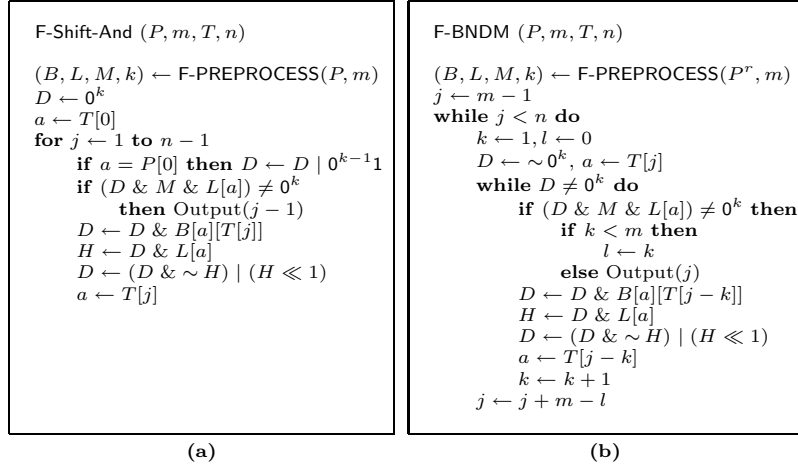 F-Shift-And (P, m, T, n)
(B, L, M, k) ← F-PREPROCESS(P, m)
D ← 0^k
a ← T[0]
for j ← 1 to n − 1
if a = P[0] then D ← D | 0^{k−1}1
if (D & M & L[a]) ≠ 0^k
then Output(j − 1)
D ← D & B[a][T[j]]
H ← D & L[a]
D ← (D & ∼ H) | (H ≪ 1)
a ← T[j]
(a)
F-BNDM (P, m, T, n)
(B, L, M, k) ← F-PREPROCESS(P^r, m)
j ← m − 1
while j < n do
k ← 1, l ← 0
D ← ∼ 0^k, a ← T[j]
while D ≠ 0^k do
if (D & M & L[a]) ≠ 0^k then
if k < m then
l ← k
else Output(j)
D ← D & B[a][T[j − k]]
H ← D & L[a]
D ← (D & ∼ H) | (H ≪ 1)
a ← T[j − k]
k ← k + 1
j ← j + m − l
(b)